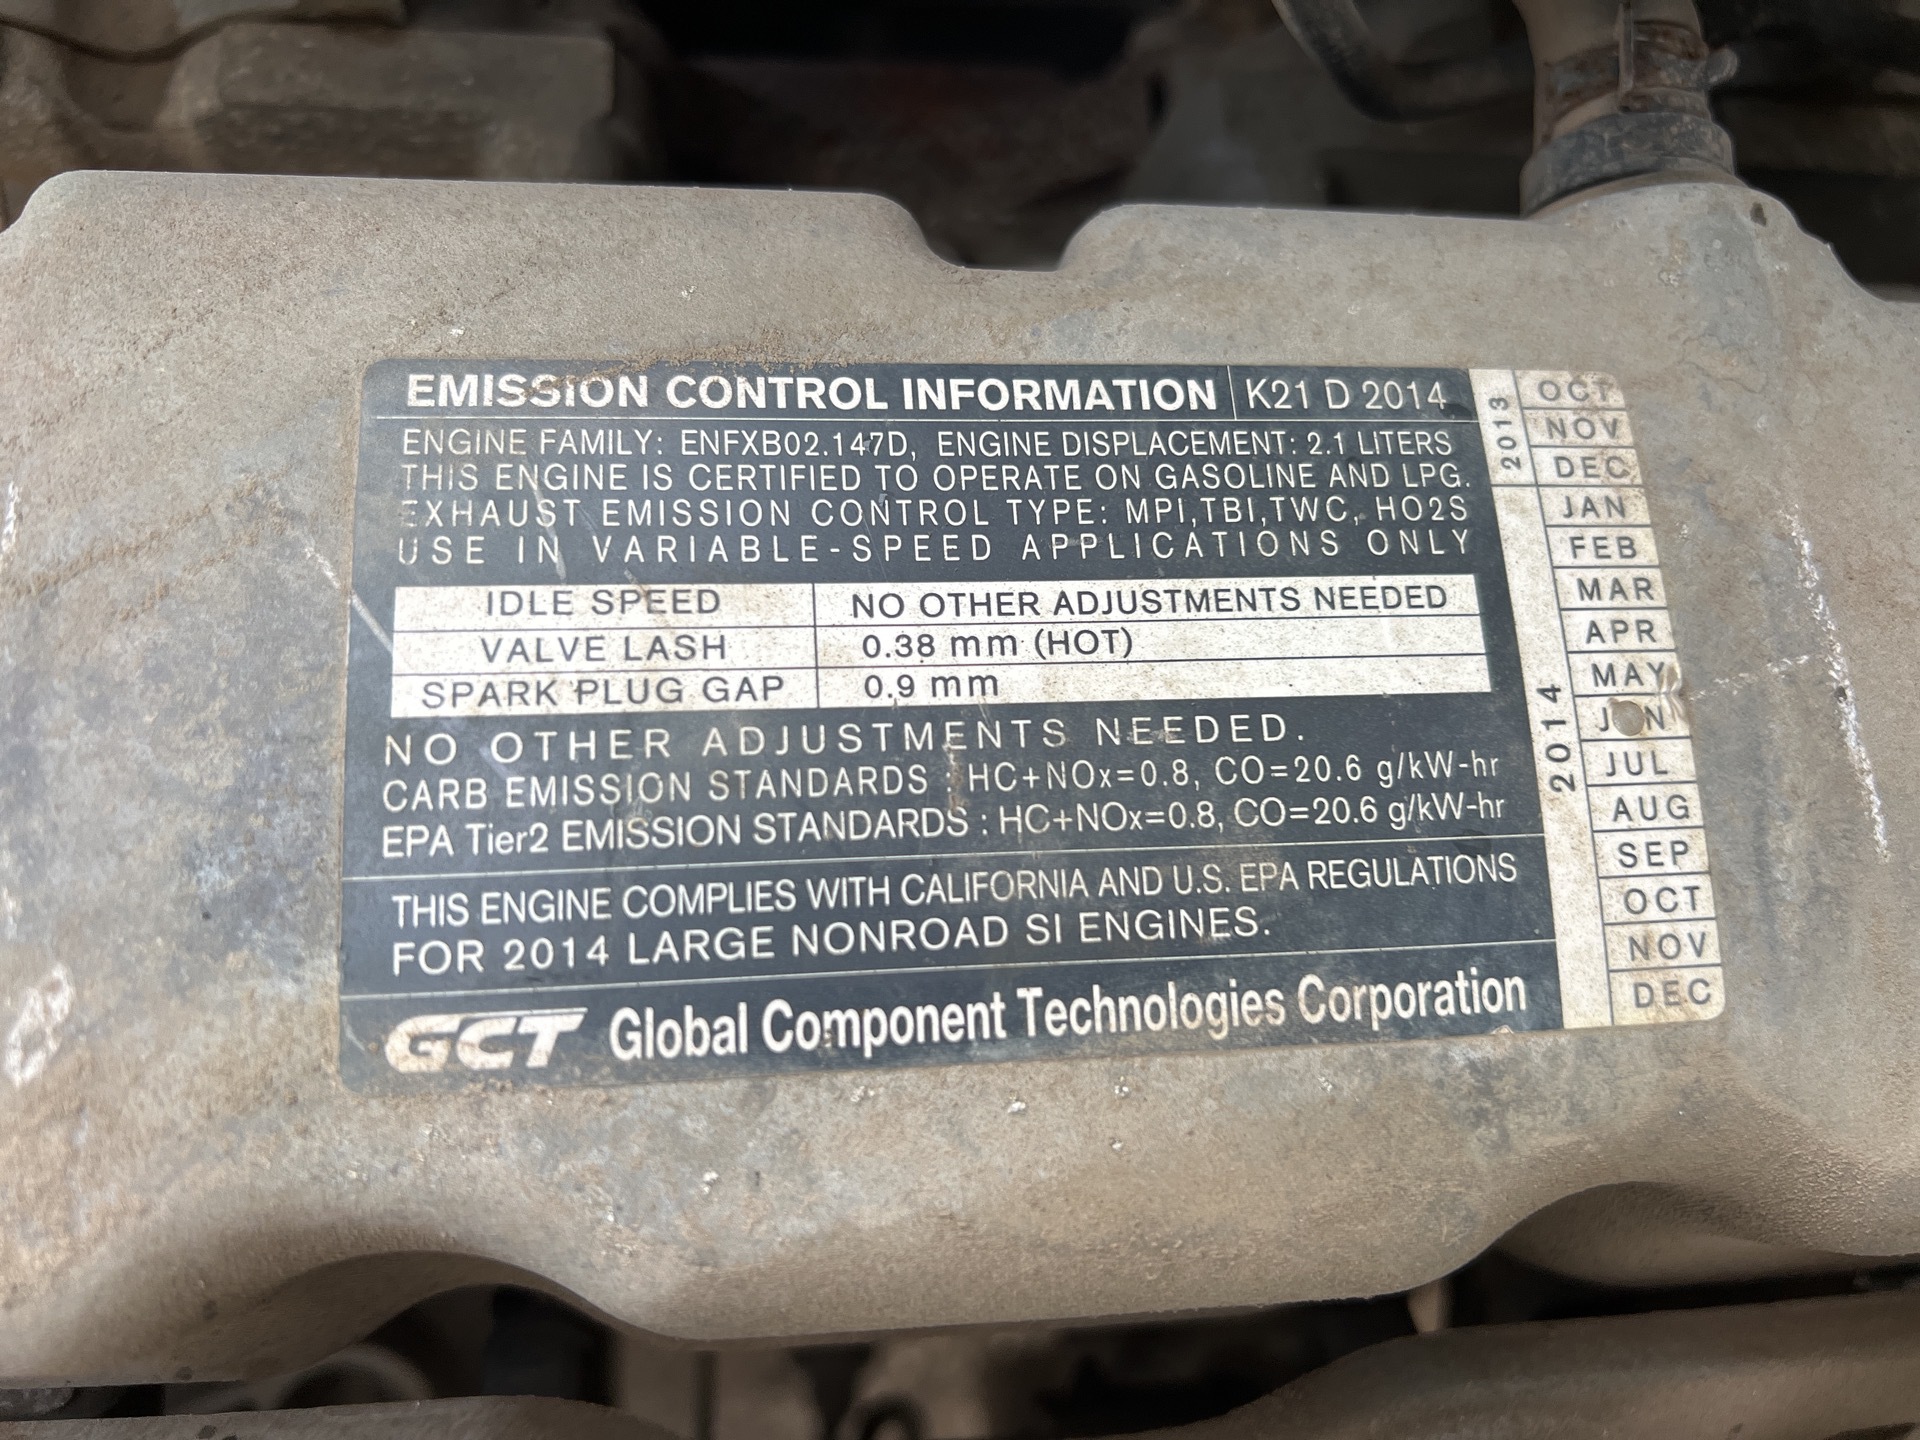 EMISSION CONTROL INFORMATION K21 D 2014
ENGINE FAMILY: ENFXB02.147D, ENGINE DISPLACEMENT: 2.1 LITERS
THIS ENGINE IS CERTIFIED TO OPERATE ON GASOLINE AND LPG.
EXHAUST EMISSION CONTROL TYPE: MPI,TBI,TWC, HO2S
USE IN VARIABLE-SPEED APPLICATIONS ONLY
IDLE SPEED NO OTHER ADJUSTMENTS NEEDED
VALVE LASH 0.38 mm (HOT)
SPARK PLUG GAP 0.9 mm
NO OTHER ADJUSTMENTS NEEDED.
CARB EMISSION STANDARDS : HC+NOx=0.8, CO=20.6 g/kW-hr
EPA Tier2 EMISSION STANDARDS : HC+NOx=0.8, CO=20.6 g/kW-hr
THIS ENGINE COMPLIES WITH CALIFORNIA AND U.S. EPA REGULATIONS
FOR 2014 LARGE NONROAD SI ENGINES.
GCT Global Component Technologies Corporation
2013
OCT
NOV
DEC
2014
JAN
FEB
MAR
APR
MAY
JUN
JUL
AUG
SEP
OCT
NOV
DEC